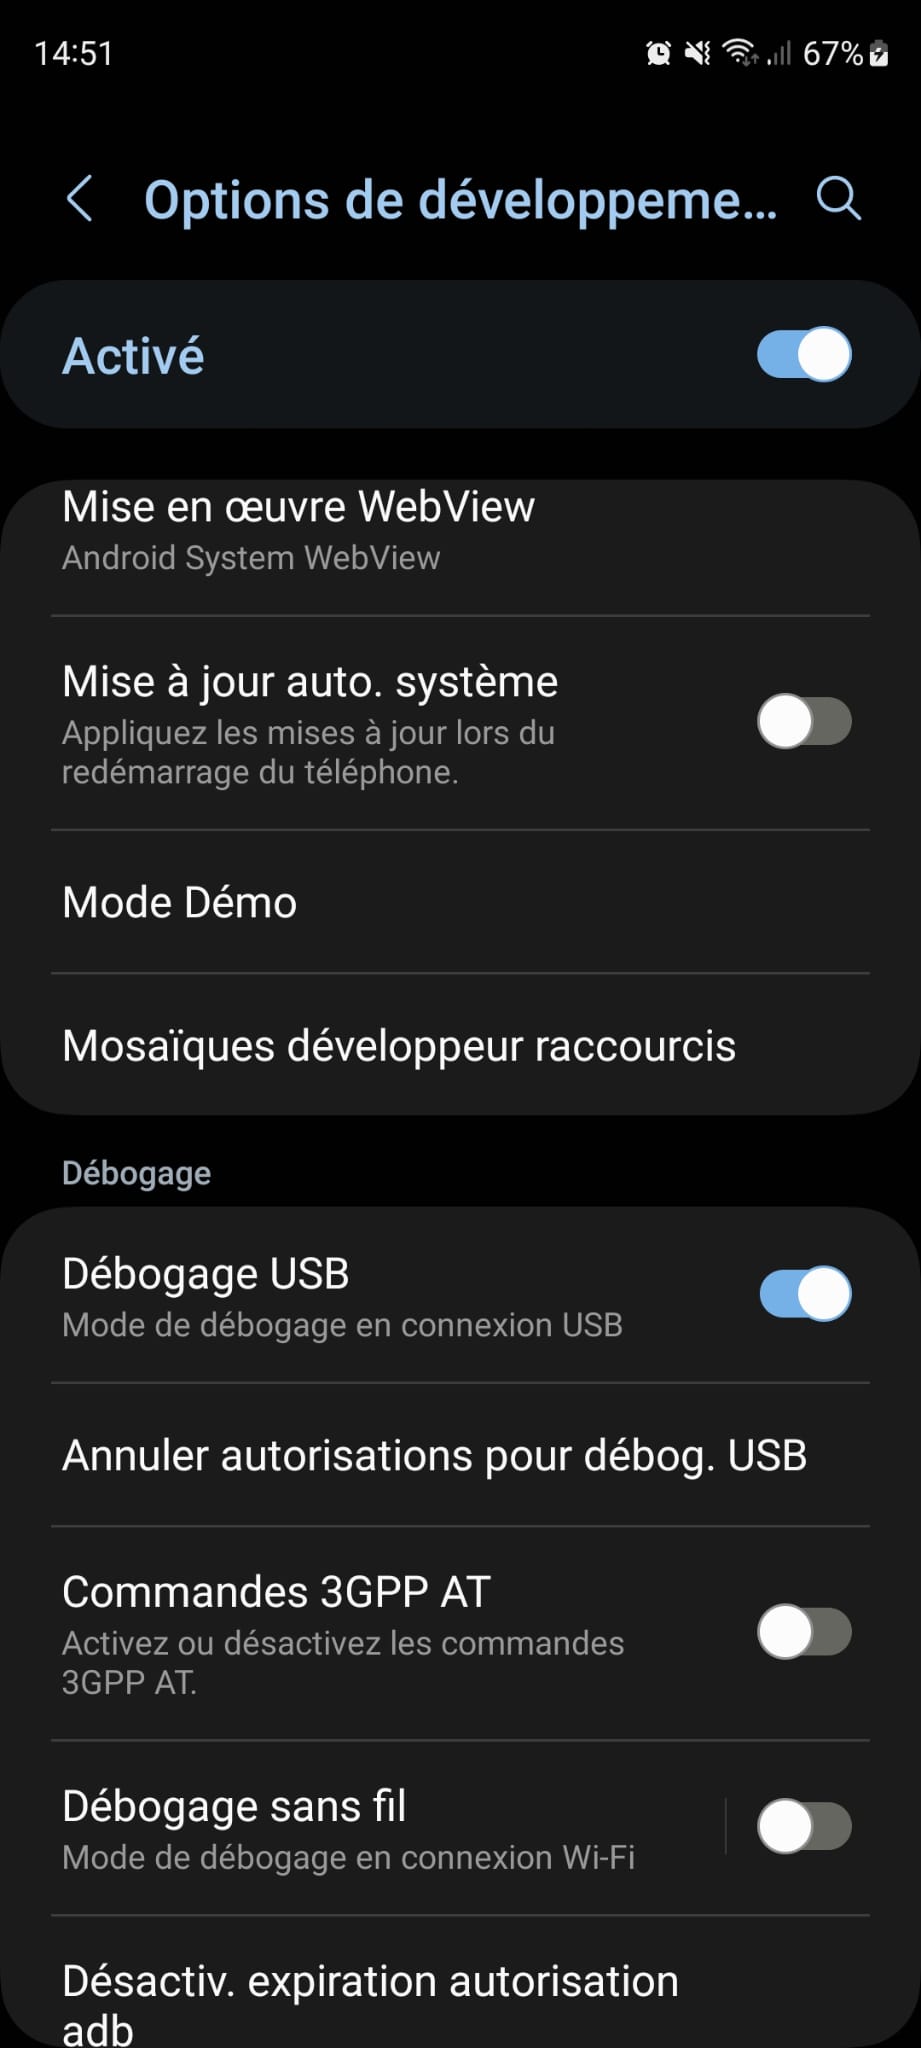 14:51
67%
Options de développeme...
Activé
Mise en œuvre WebView
Android System WebView
Mise à jour auto. système
Appliquez les mises à jour lors du
redémarrage du téléphone.
Mode Démo
Mosaïques développeur raccourcis
Débogage
Débogage USB
Mode de débogage en connexion USB
Annuler autorisations pour débog. USB
Commandes 3GPP AT
Activez ou désactivez les commandes
3GPP AT.
Débogage sans fil
Mode de débogage en connexion Wi-Fi
Désactiv. expiration autorisation
adb